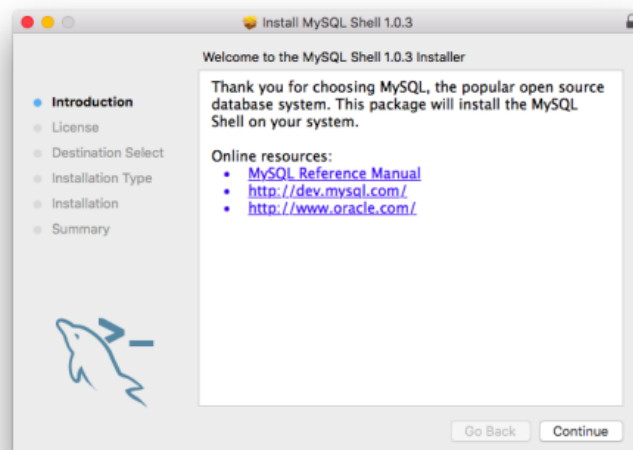 Install MySQL Shell 1.0.3
Welcome to the MySQL Shell 1.0.3 Installer
Introduction
License
Destination Select
Installation Type
Installation
Summary
Thank you for choosing MySQL, the popular open source
database system. This package will install the MySQL
Shell on your system.
Online resources:
• MySQL Reference Manual
• http://dev.mysql.com/
• http://www.oracle.com/
Go Back
Continue